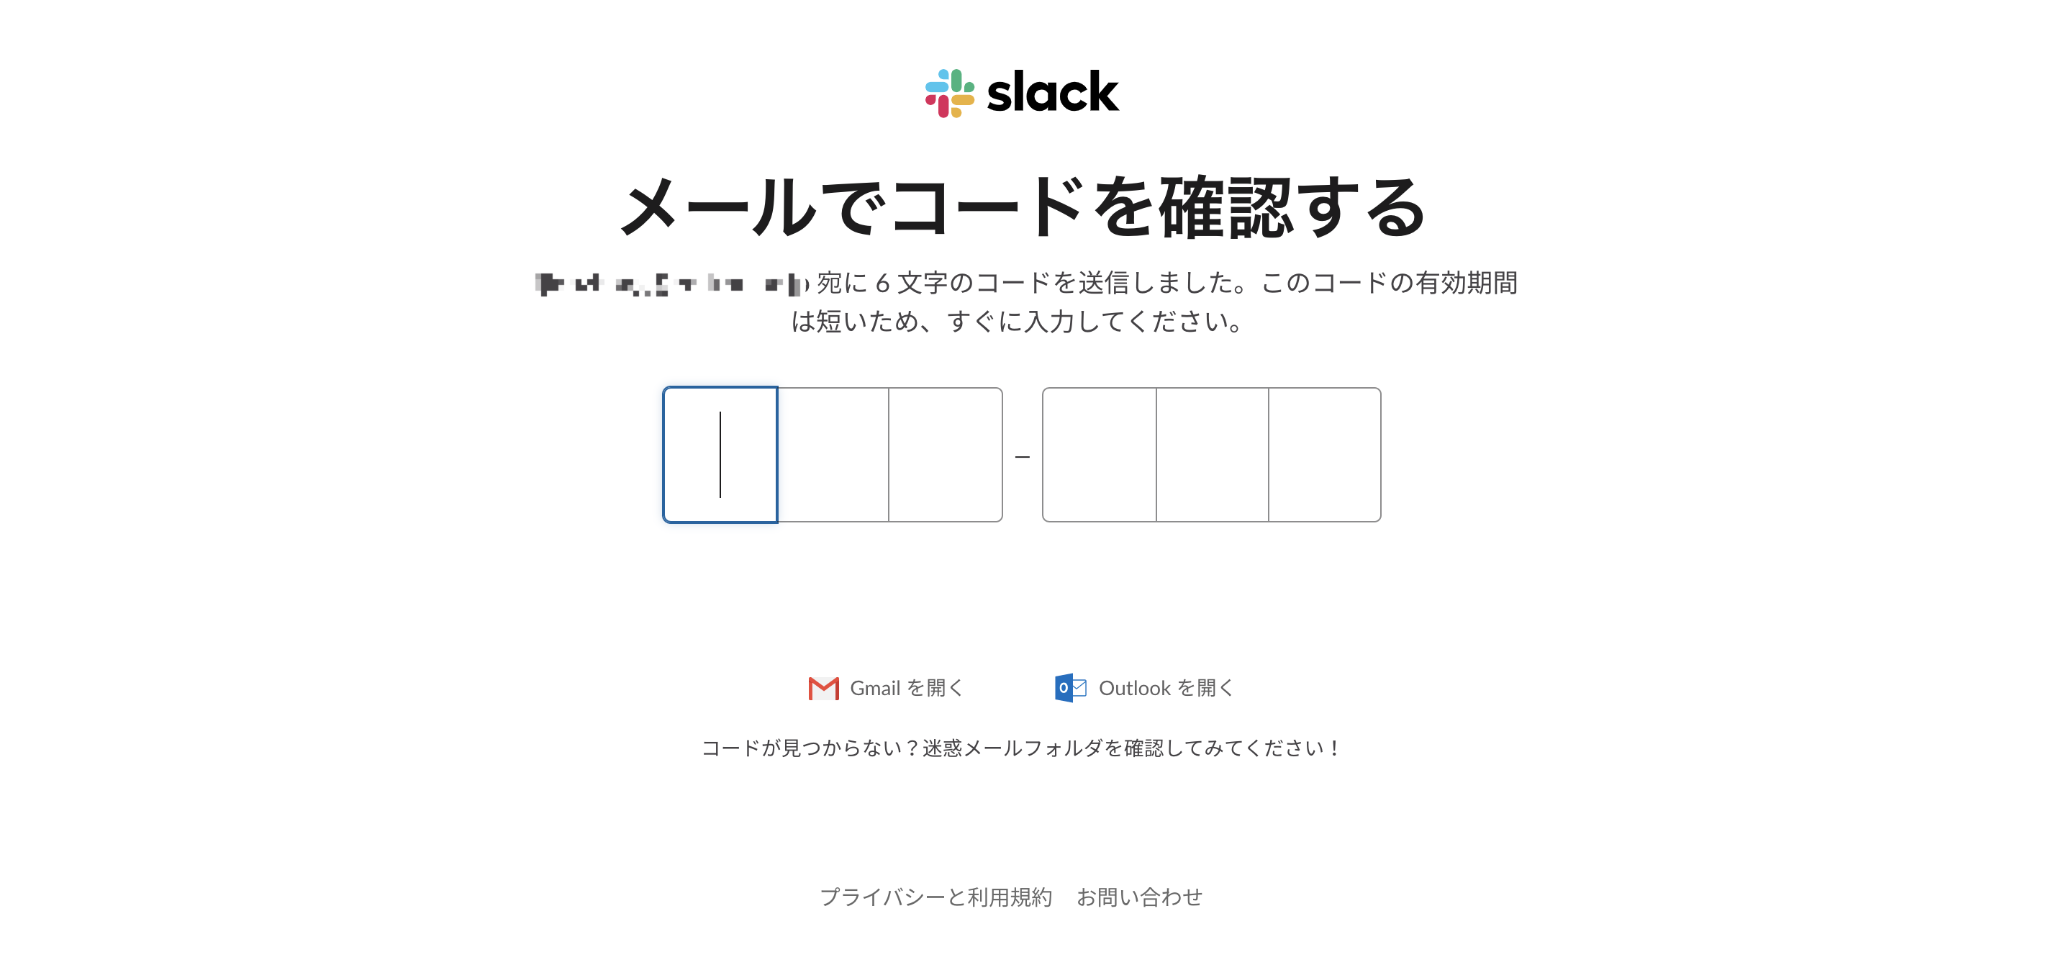 slack
メールでコードを確認する
宛に 6 文字のコードを送信しました。このコードの有効期間
は短いため、すぐに入力してください。
–
Gmail を開く
Outlook を開く
コードが見つからない？迷惑メールフォルダを確認してみてください！
プライバシーと利用規約 お問い合わせ